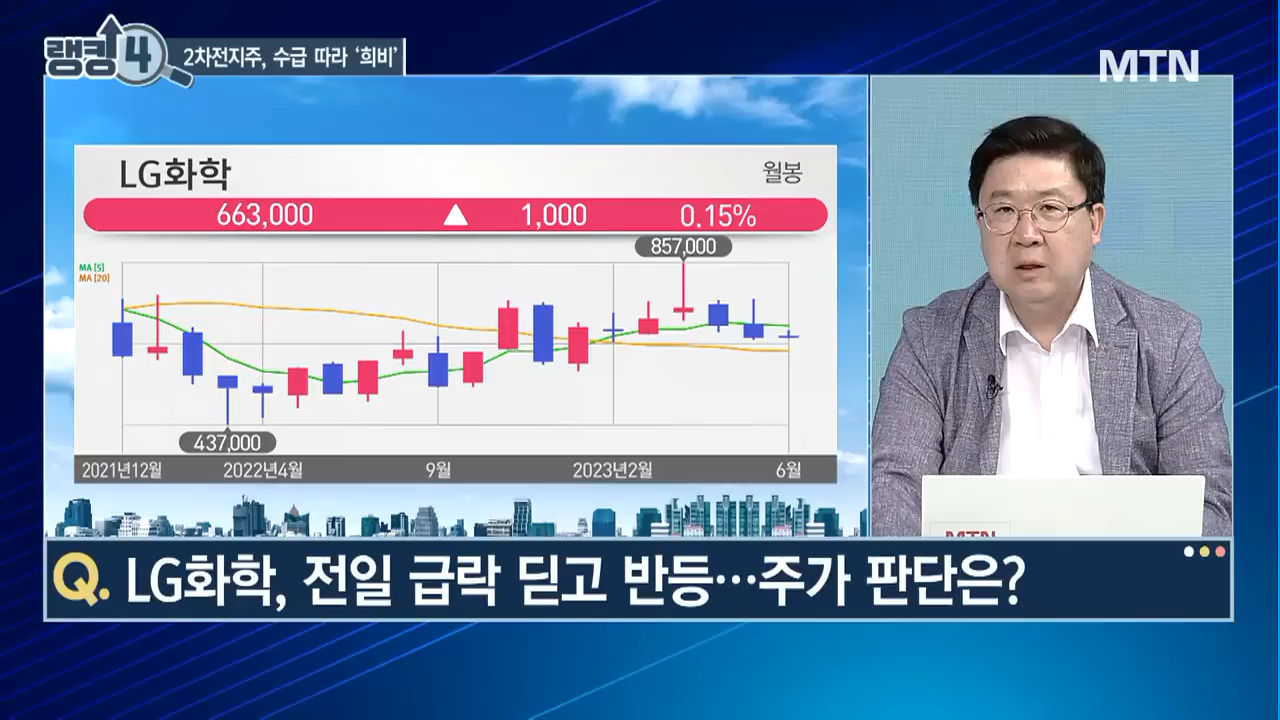 랭킹4
2차전지주, 수급 따라 '희비'
MTN
LG화학
월봉
663,000 ▲ 1,000 0.15%
857,000
MA [5]
MA [20]
437,000
2021년12월 2022년4월 9월 2023년2월 6월
MTN
Q. LG화학, 전일 급락 딛고 반등…주가 판단은?